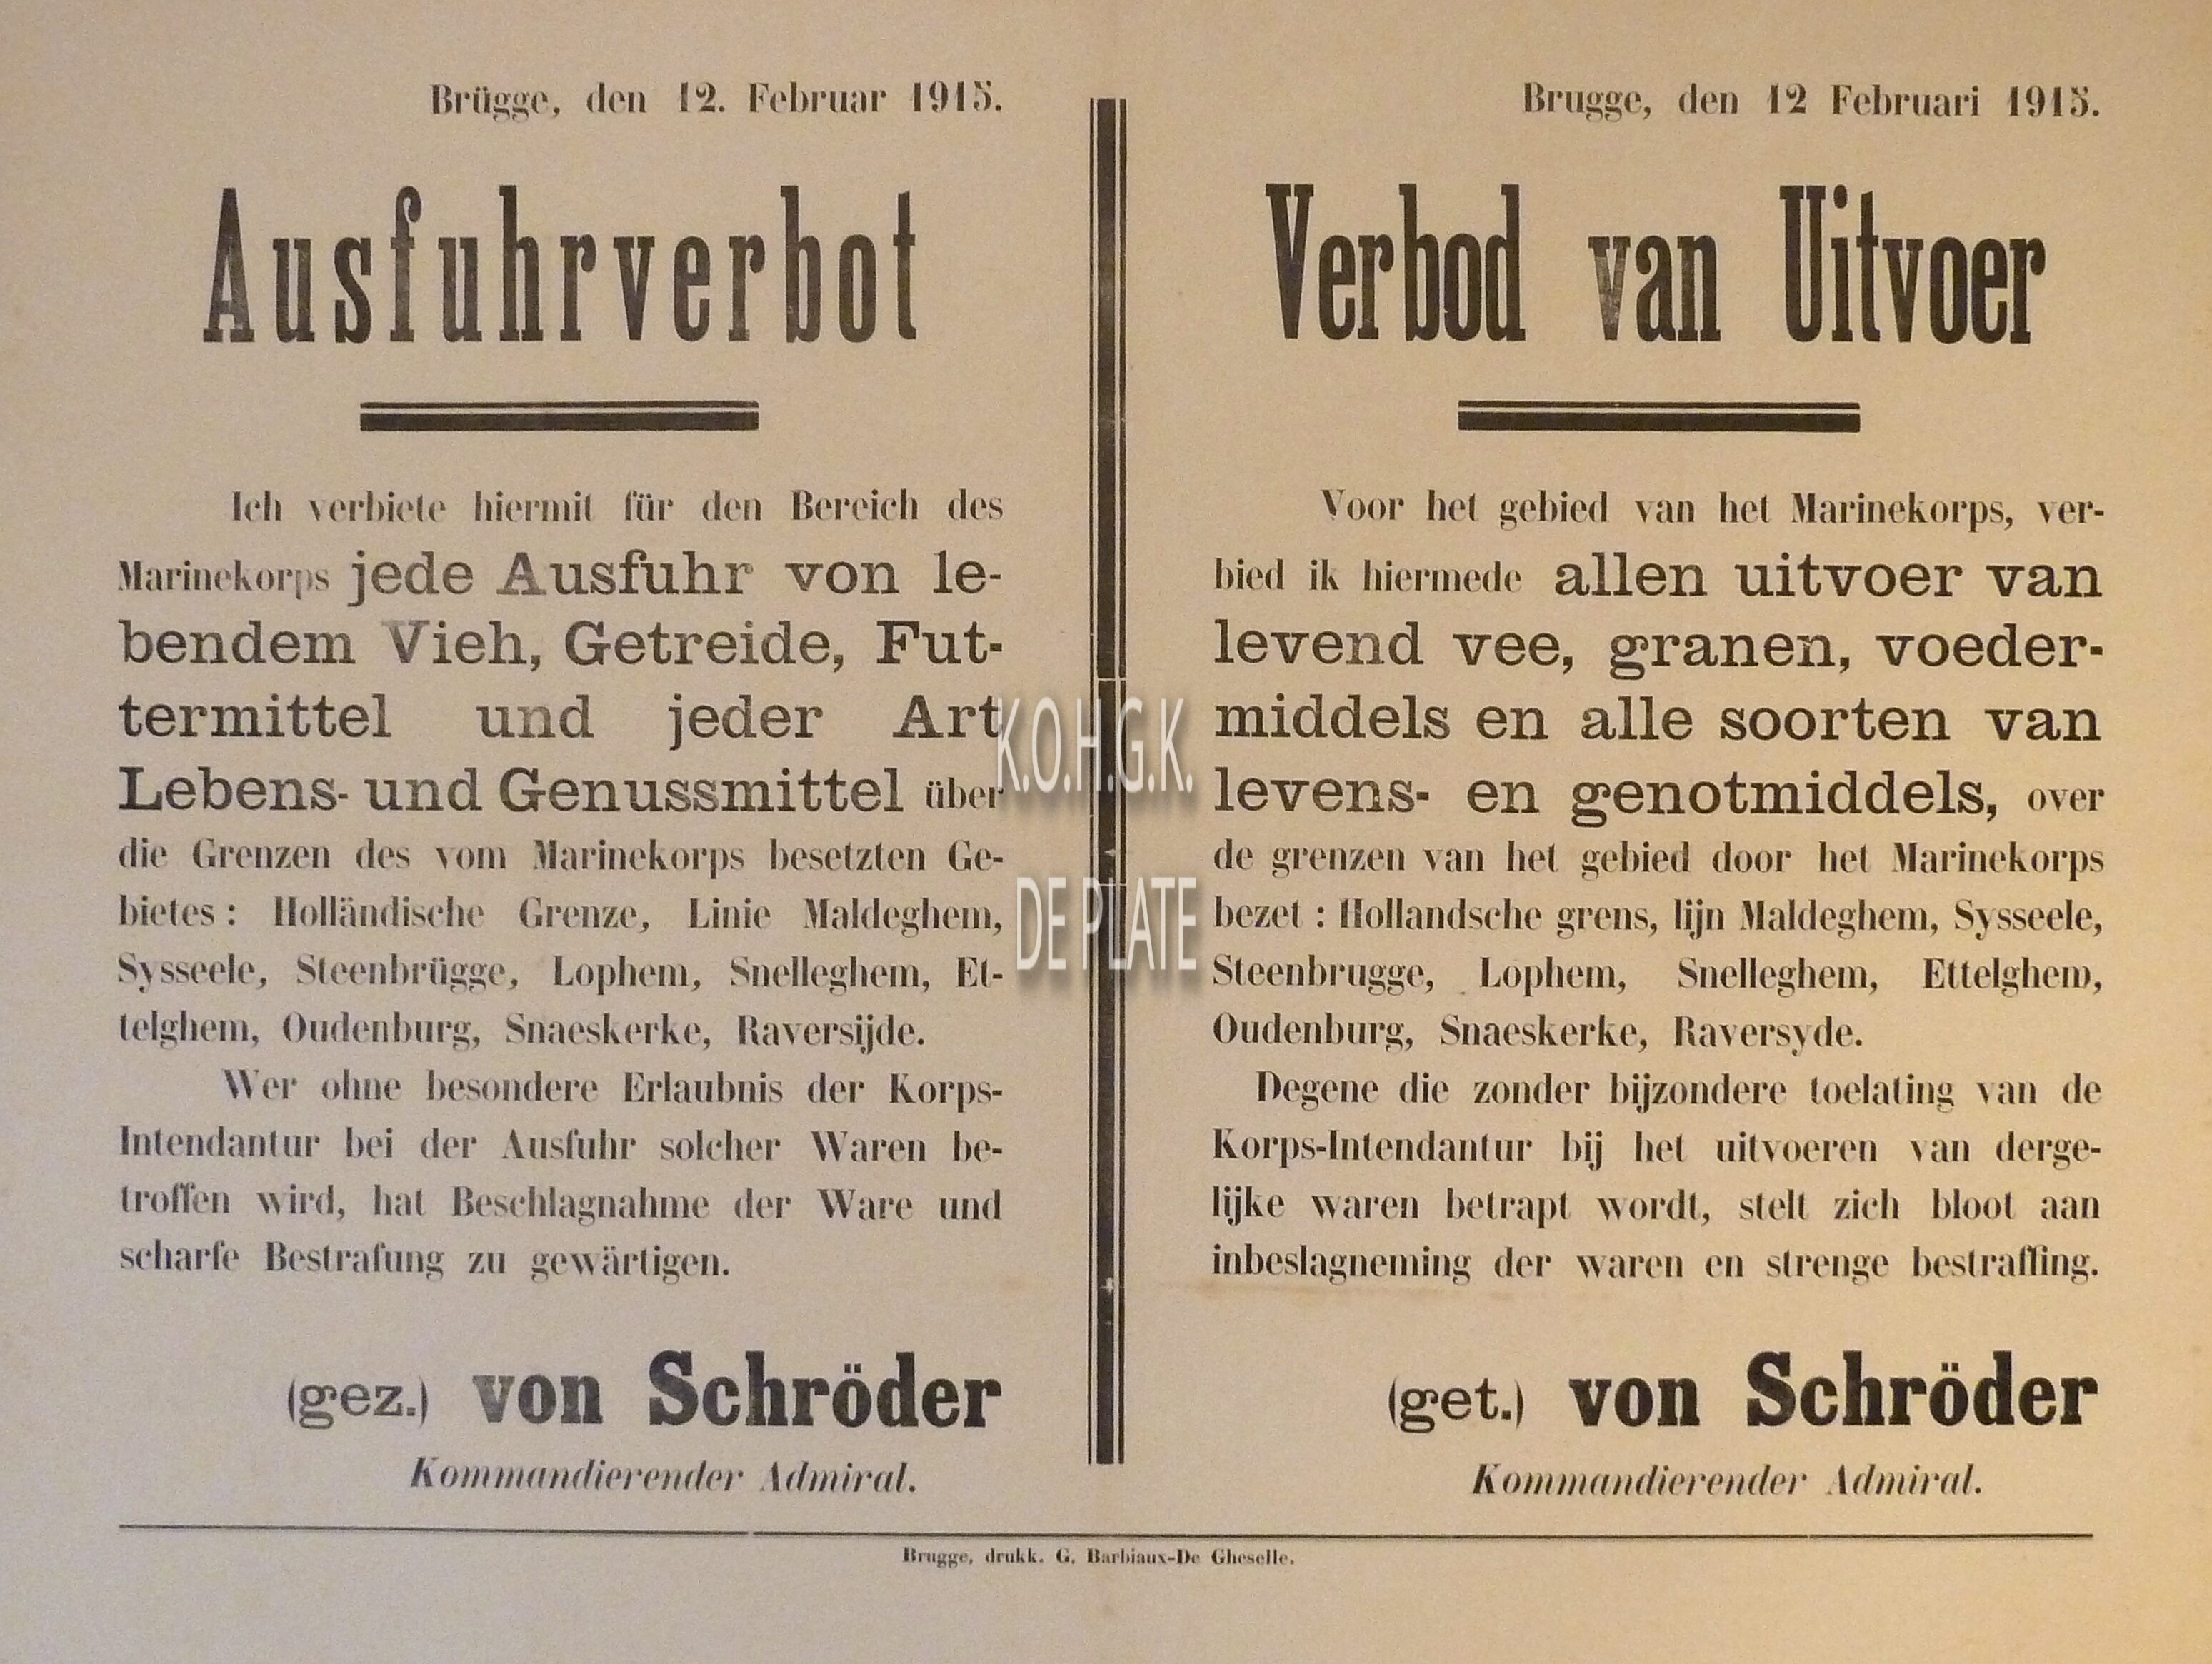 Brügge, den 12. Februar 1915.
Ausfuhrverbot
Ich verbiete hiermit für den Bereich des
Marinekorps jede Ausfuhr von le-
bendem Vieh, Getreide, Fut-
termittel und jeder Art
Lebens- und Genussmittel über
die Grenzen des vom Marinekorps besetzten Ge-
bietes : Holländische Grenze, Linie Maldeghem,
Sysseele, Steenbrügge, Lophem, Snelleghem, Et-
telghem, Oudenburg, Snaeskerke, Raversijde.
Wer ohne besondere Erlaubnis der Korps-
Intendantur bei der Ausfuhr solcher Waren be-
troffen wird, hat Beschlagnahme der Ware und
scharfe Bestrafung zu gewärtigen.
(gez.) von Schröder
Kommandierender Admiral.
Brugge, den 12 Februari 1915.
Verbod van Uitvoer
Voor het gebied van het Marinekorps, ver-
bied ik hiermede allen uitvoer van
levend vee, granen, voeder-
middels en alle soorten van
levens- en genotmiddels, over
de grenzen van het gebied door het Marinekorps
bezet : Hollandsche grens, lijn Maldeghem, Sysseele,
Steenbrugge, Lophem, Snelleghem, Ettelghem,
Oudenburg, Snaeskerke, Raversyde.
Degene die zonder bijzondere toelating van de
Korps-Intendantur bij het uitvoeren van derge-
lijke waren betrapt wordt, stelt zich bloot aan
inbeslagneming der waren en strenge bestraffing.
(get.) von Schröder
Kommandierender Admiral.
Brugge, drukk. G. Barbiaux-De Gheselle.
K.O.H.G.K.
DE PLATE